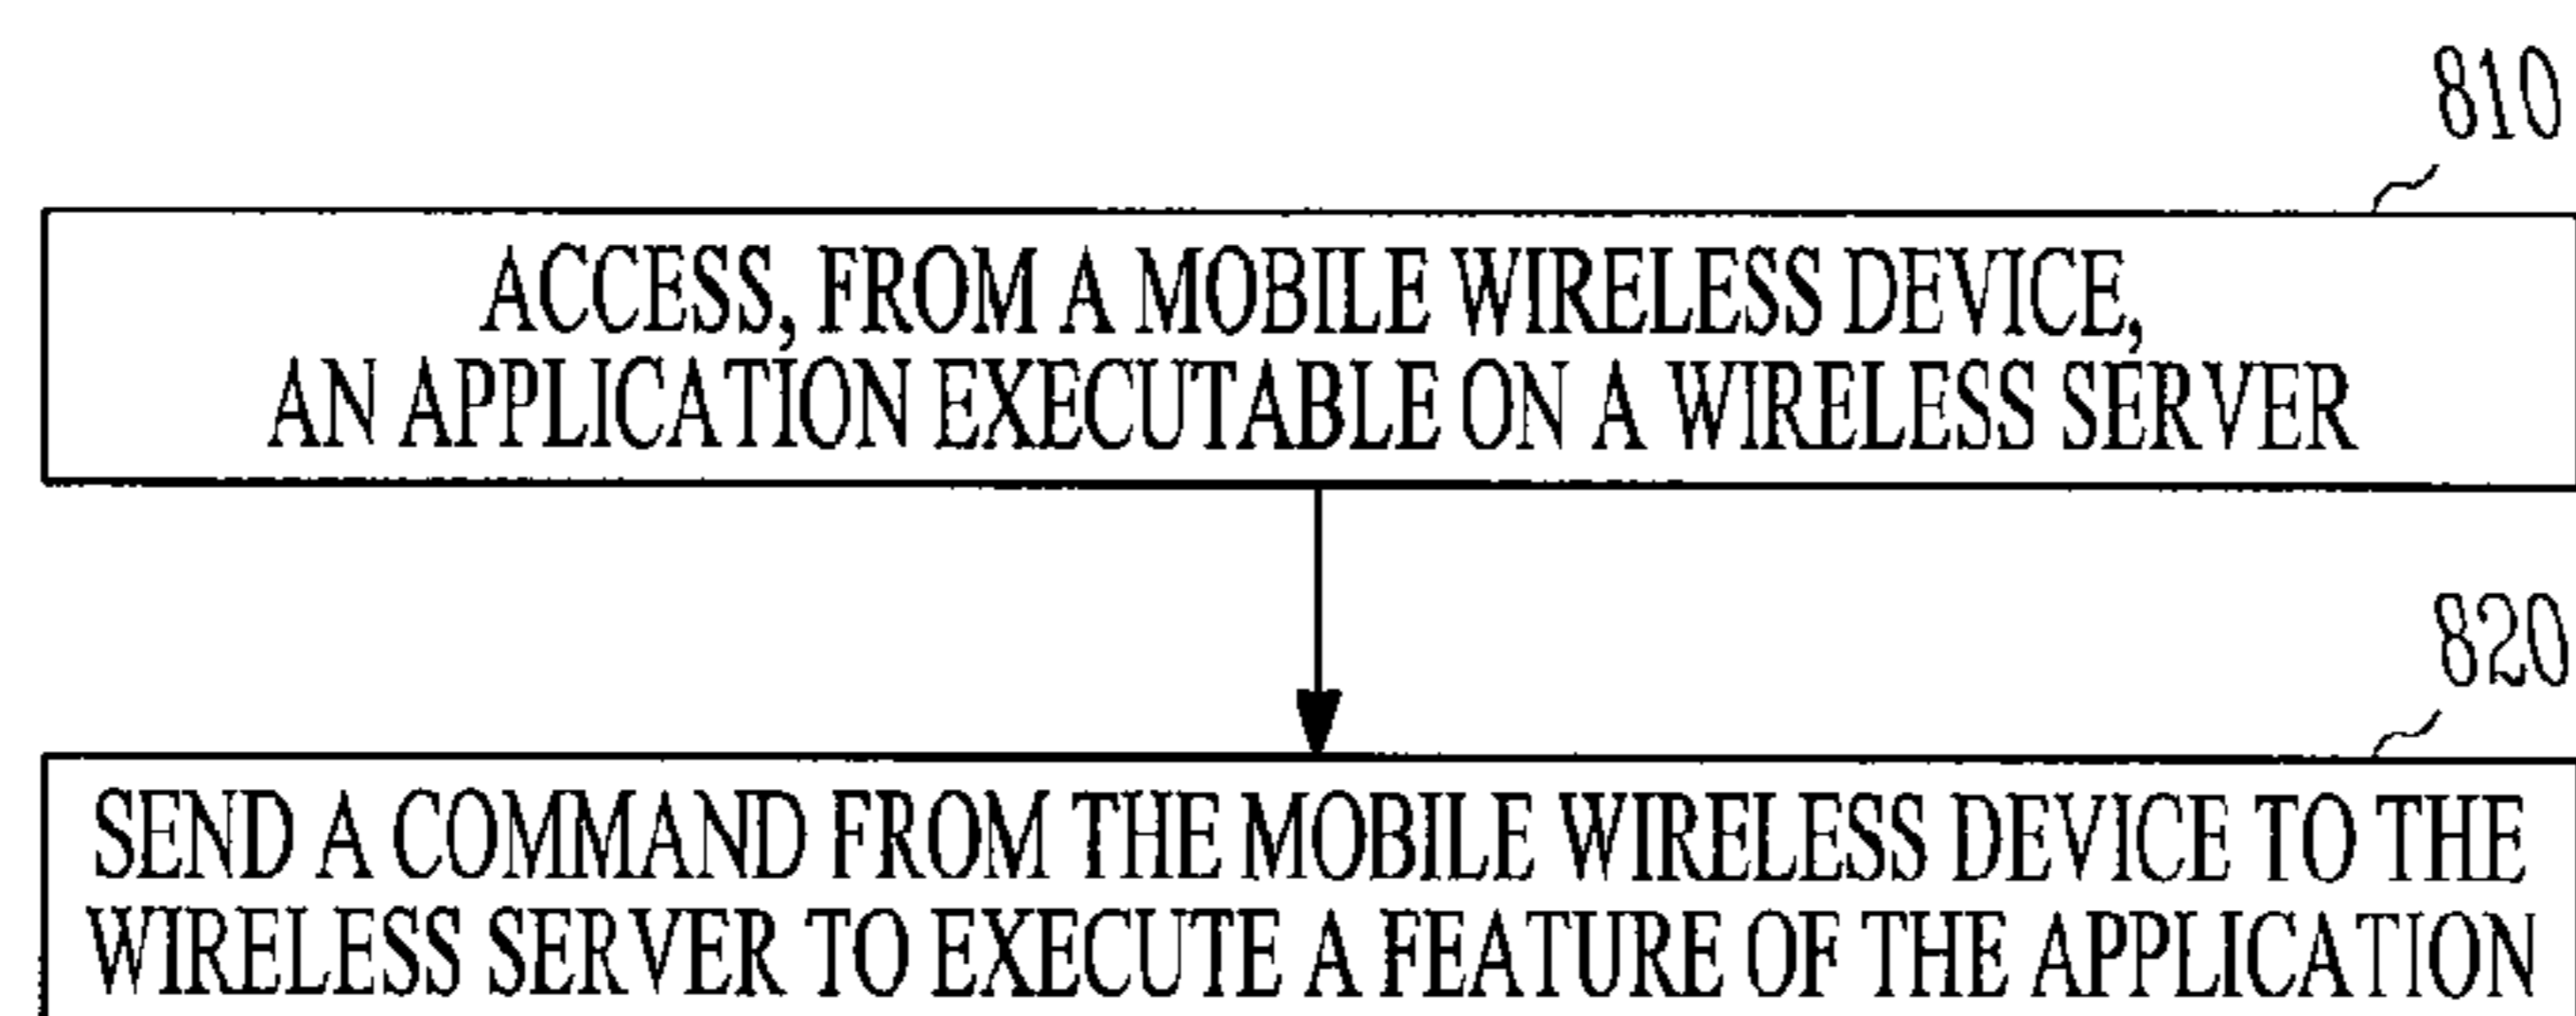 810
ACCESS, FROM A MOBILE WIRELESS DEVICE,
AN APPLICATION EXECUTABLE ON A WIRELESS SERVER
820
SEND A COMMAND FROM THE MOBILE WIRELESS DEVICE TO THE
WIRELESS SERVER TO EXECUTE A FEATURE OF THE APPLICATION